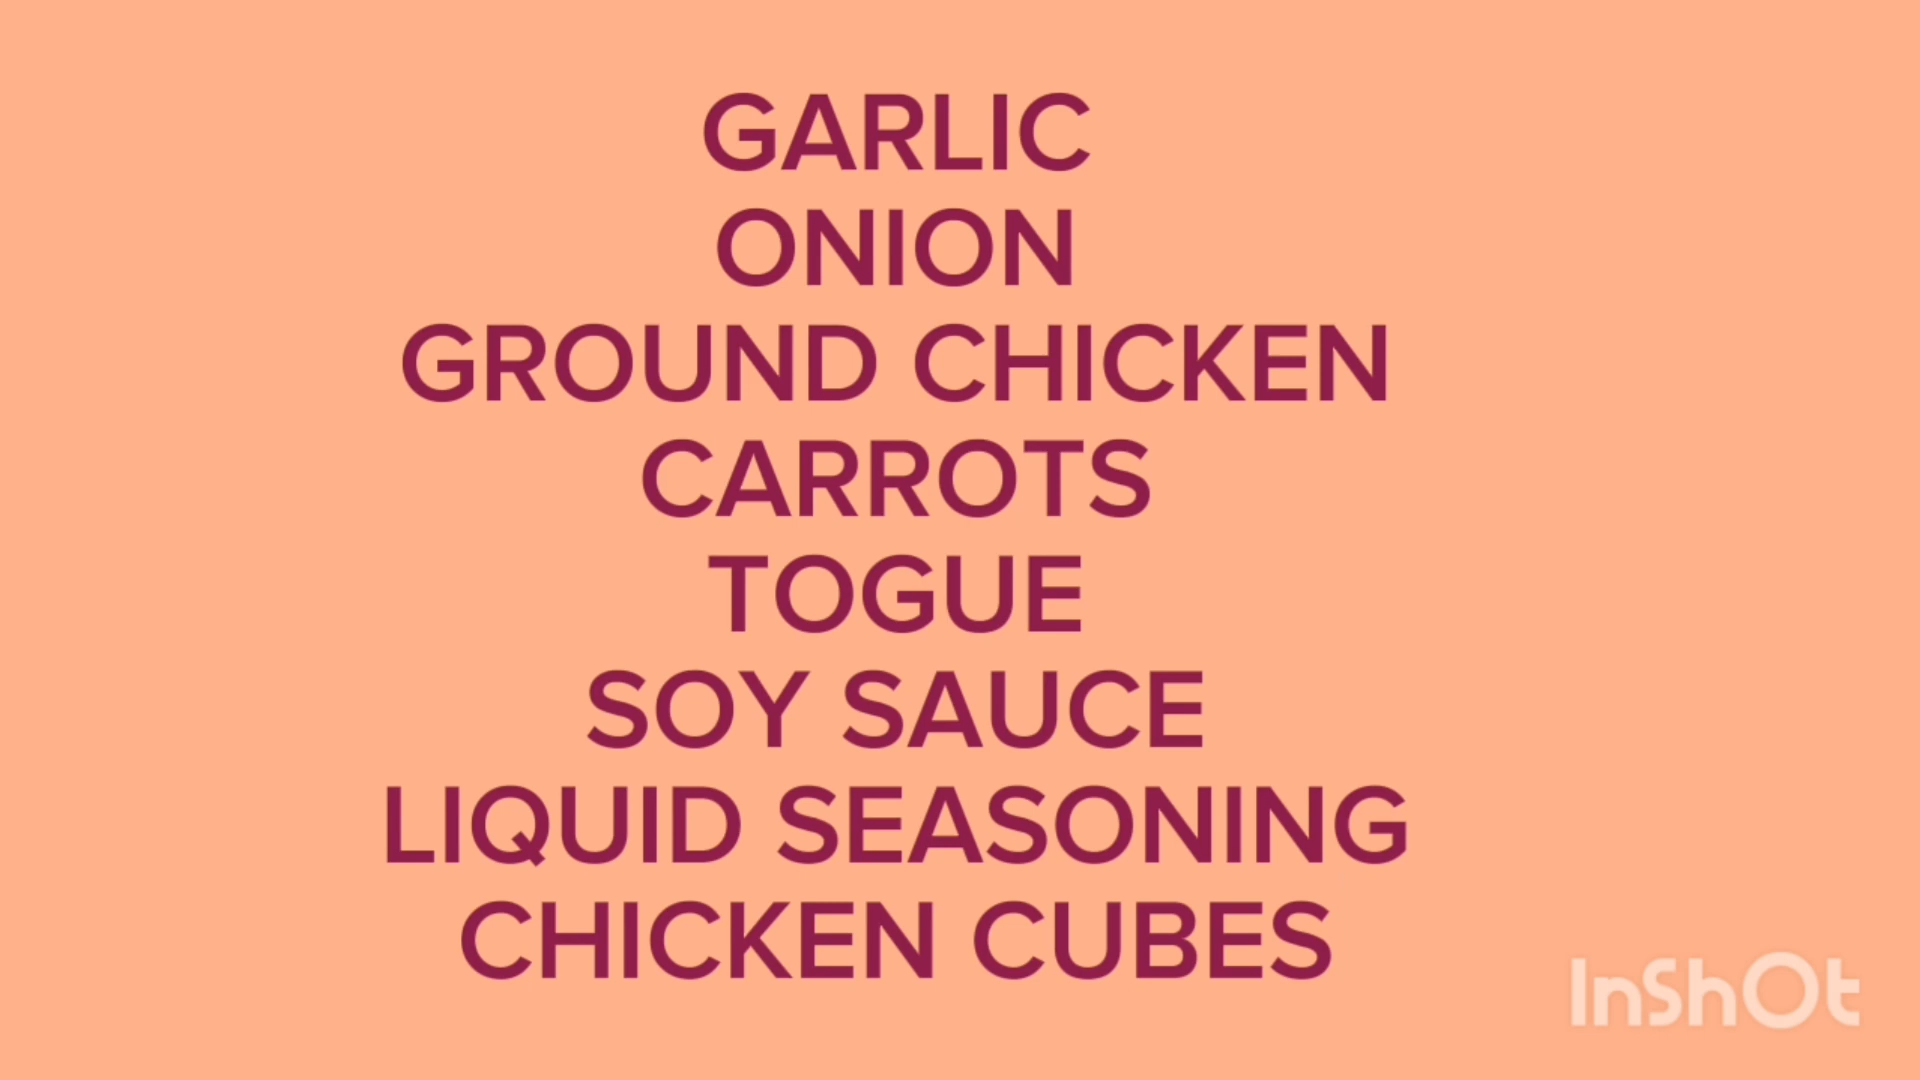 GARLIC
ONION
GROUND CHICKEN
CARROTS
TOGUE
SOY SAUCE
LIQUID SEASONING
CHICKEN CUBES
InShOt